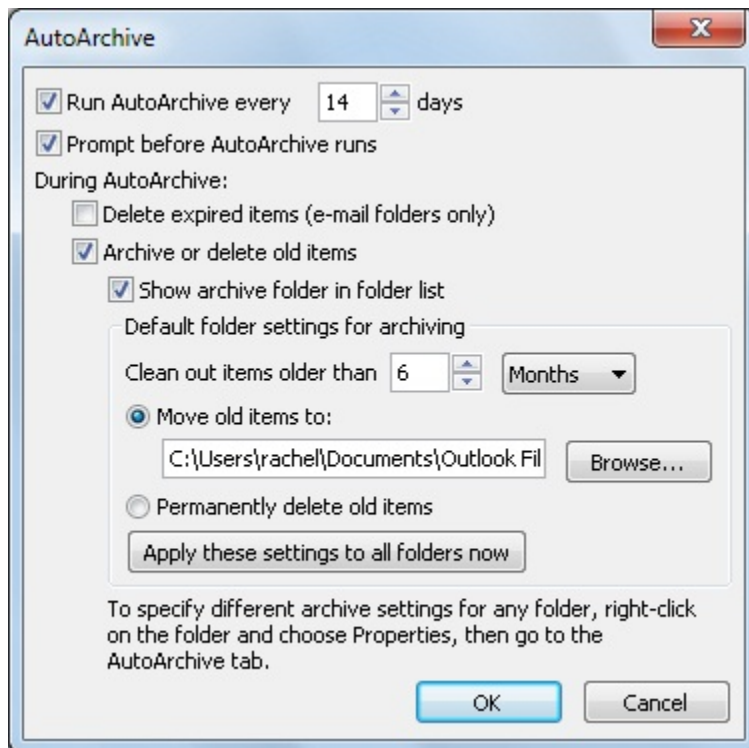 AutoArchive
Run AutoArchive every 14 days
Prompt before AutoArchive runs
During AutoArchive:
Delete expired items (e-mail folders only)
Archive or delete old items
Show archive folder in folder list
Default folder settings for archiving
Clean out items older than 6 Months
Move old items to:
C:\Users\rachel\Documents\Outlook Fil Browse...
Permanently delete old items
Apply these settings to all folders now
To specify different archive settings for any folder, right-click
on the folder and choose Properties, then go to the
AutoArchive tab.
OK Cancel